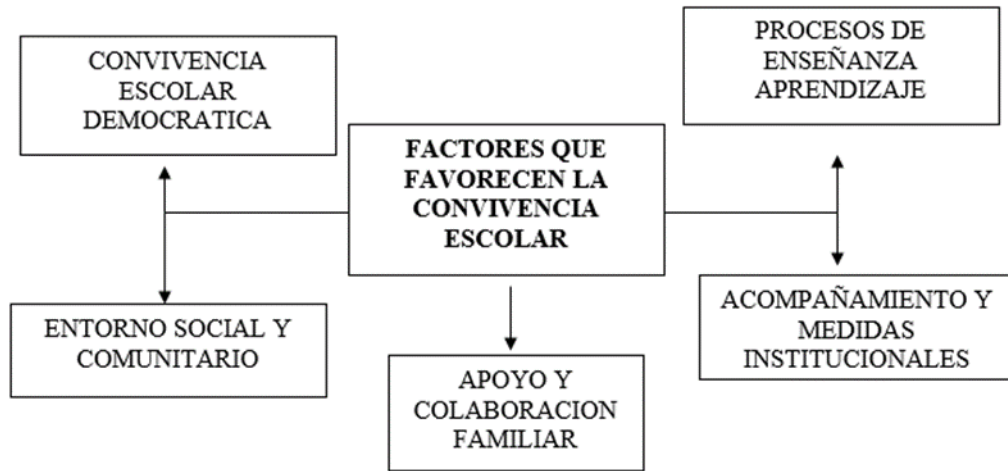 CONVIVENCIA
ESCOLAR
DEMOCRATICA
PROCESOS DE
ENSEÑANZA
APRENDIZAJE
FACTORES QUE
FAVORECEN LA
CONVIVENCIA
ESCOLAR
ENTORNO SOCIAL Y
COMUNITARIO
APOYO Y
COLABORACION
FAMILIAR
ACOMPAÑAMIENTO Y
MEDIDAS
INSTITUCIONALES